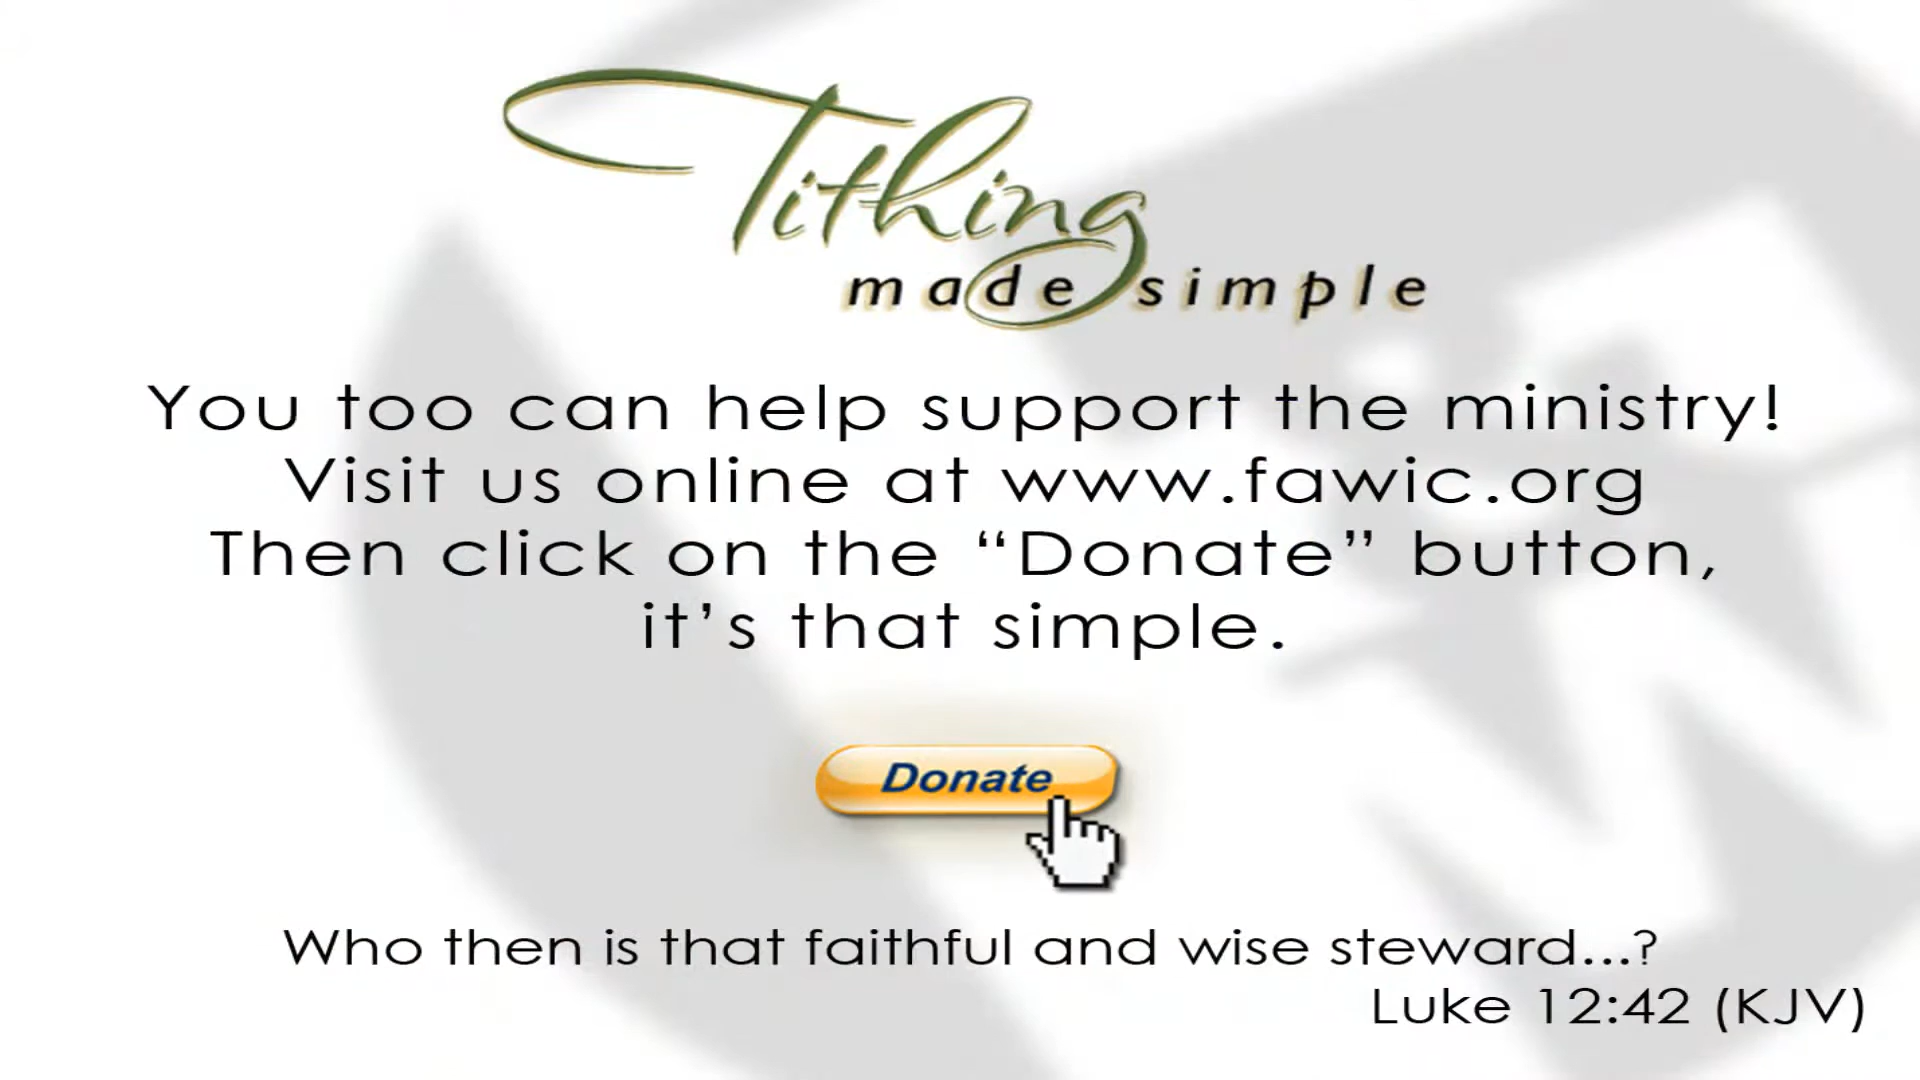 Tithing
made simple
You too can help support the ministry!
Visit us online at www.fawic.org
Then click on the “Donate” button,
it’s that simple.
Donate
Who then is that faithful and wise steward...?
Luke 12:42 (KJV)